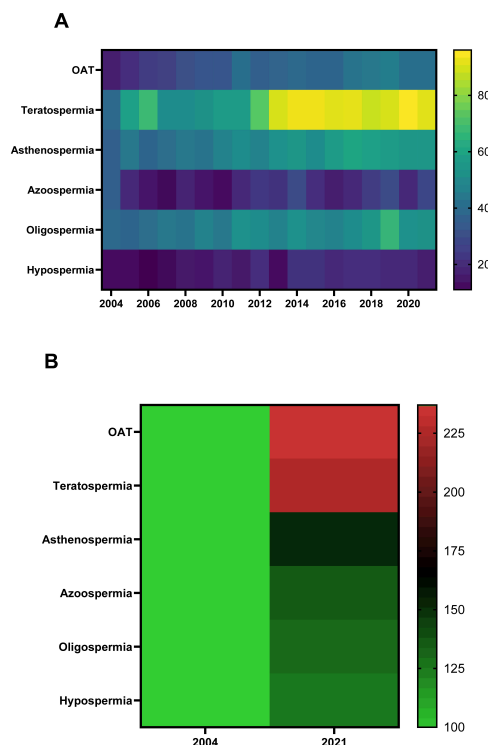 A
OAT
Teratospermia
Asthenospermia
Azoospermia
Oligospermia
Hypospermia
2004 2006 2008 2010 2012 2014 2016 2018 2020
80
60
40
20
B
OAT
Teratospermia
Asthenospermia
Azoospermia
Oligospermia
Hypospermia
2004 2021
225
200
175
150
125
100